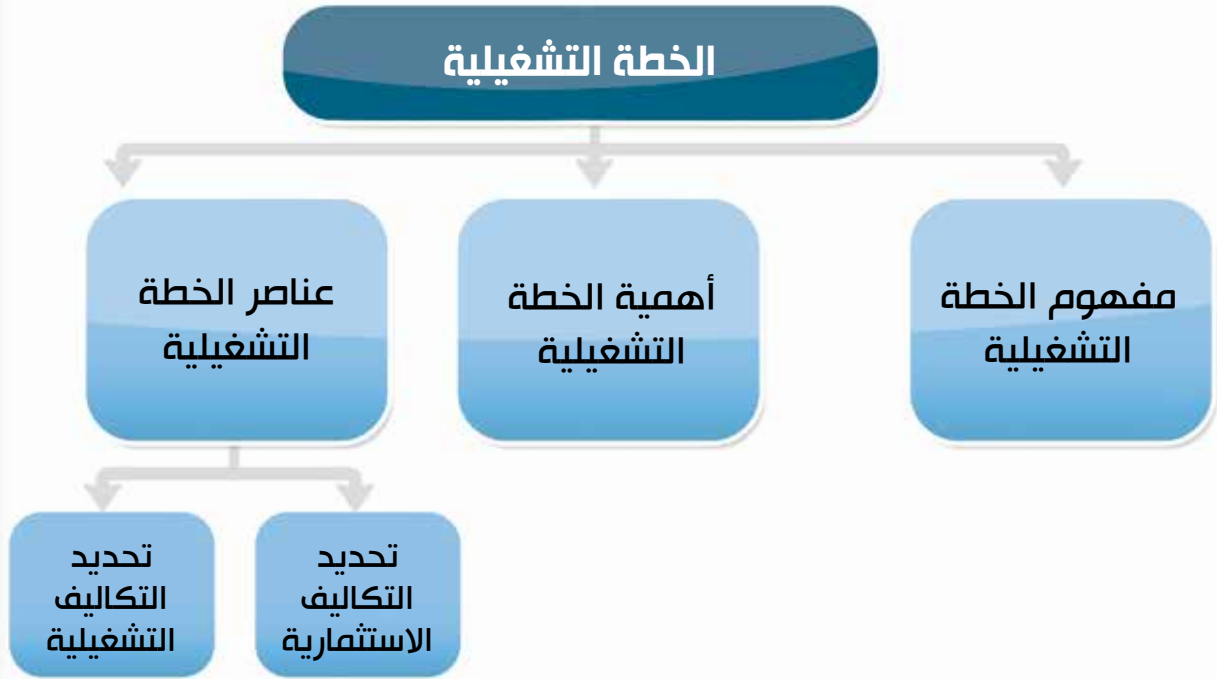 الخطة التشغيلية
مفهوم الخطة
التشغيلية
أهمية الخطة
التشغيلية
عناصر الخطة
التشغيلية
تحديد
التكاليف
الاستثمارية
تحديد
التكاليف
التشغيلية